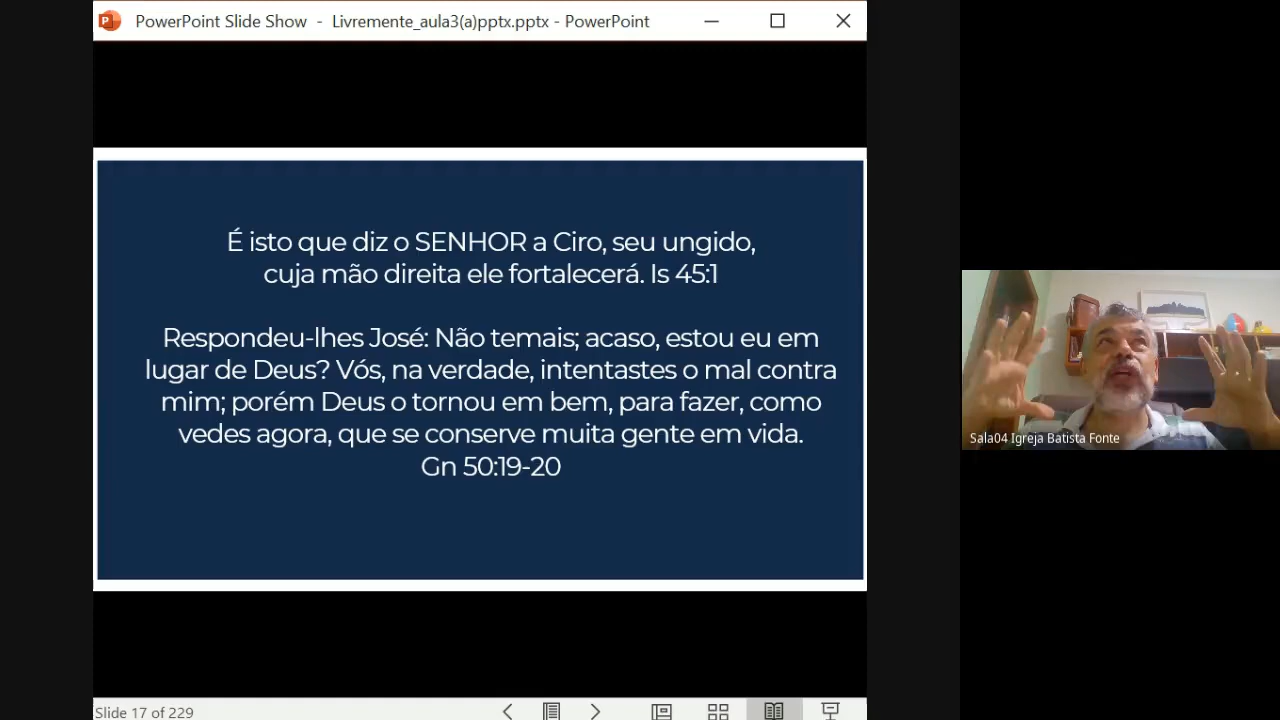 PowerPoint Slide Show - Livremente_aula3(a)pptx.pptx - PowerPoint
É isto que diz o SENHOR a Ciro, seu ungido,
cuja mão direita ele fortalecerá. Is 45:1
Respondeu-lhes José: Não temais; acaso, estou eu em
lugar de Deus? Vós, na verdade, intentastes o mal contra
mim; porém Deus o tornou em bem, para fazer, como
vedes agora, que se conserve muita gente em vida.
Gn 50:19-20
Sala04 Igreja Batista Fonte
Slide 17 of 229